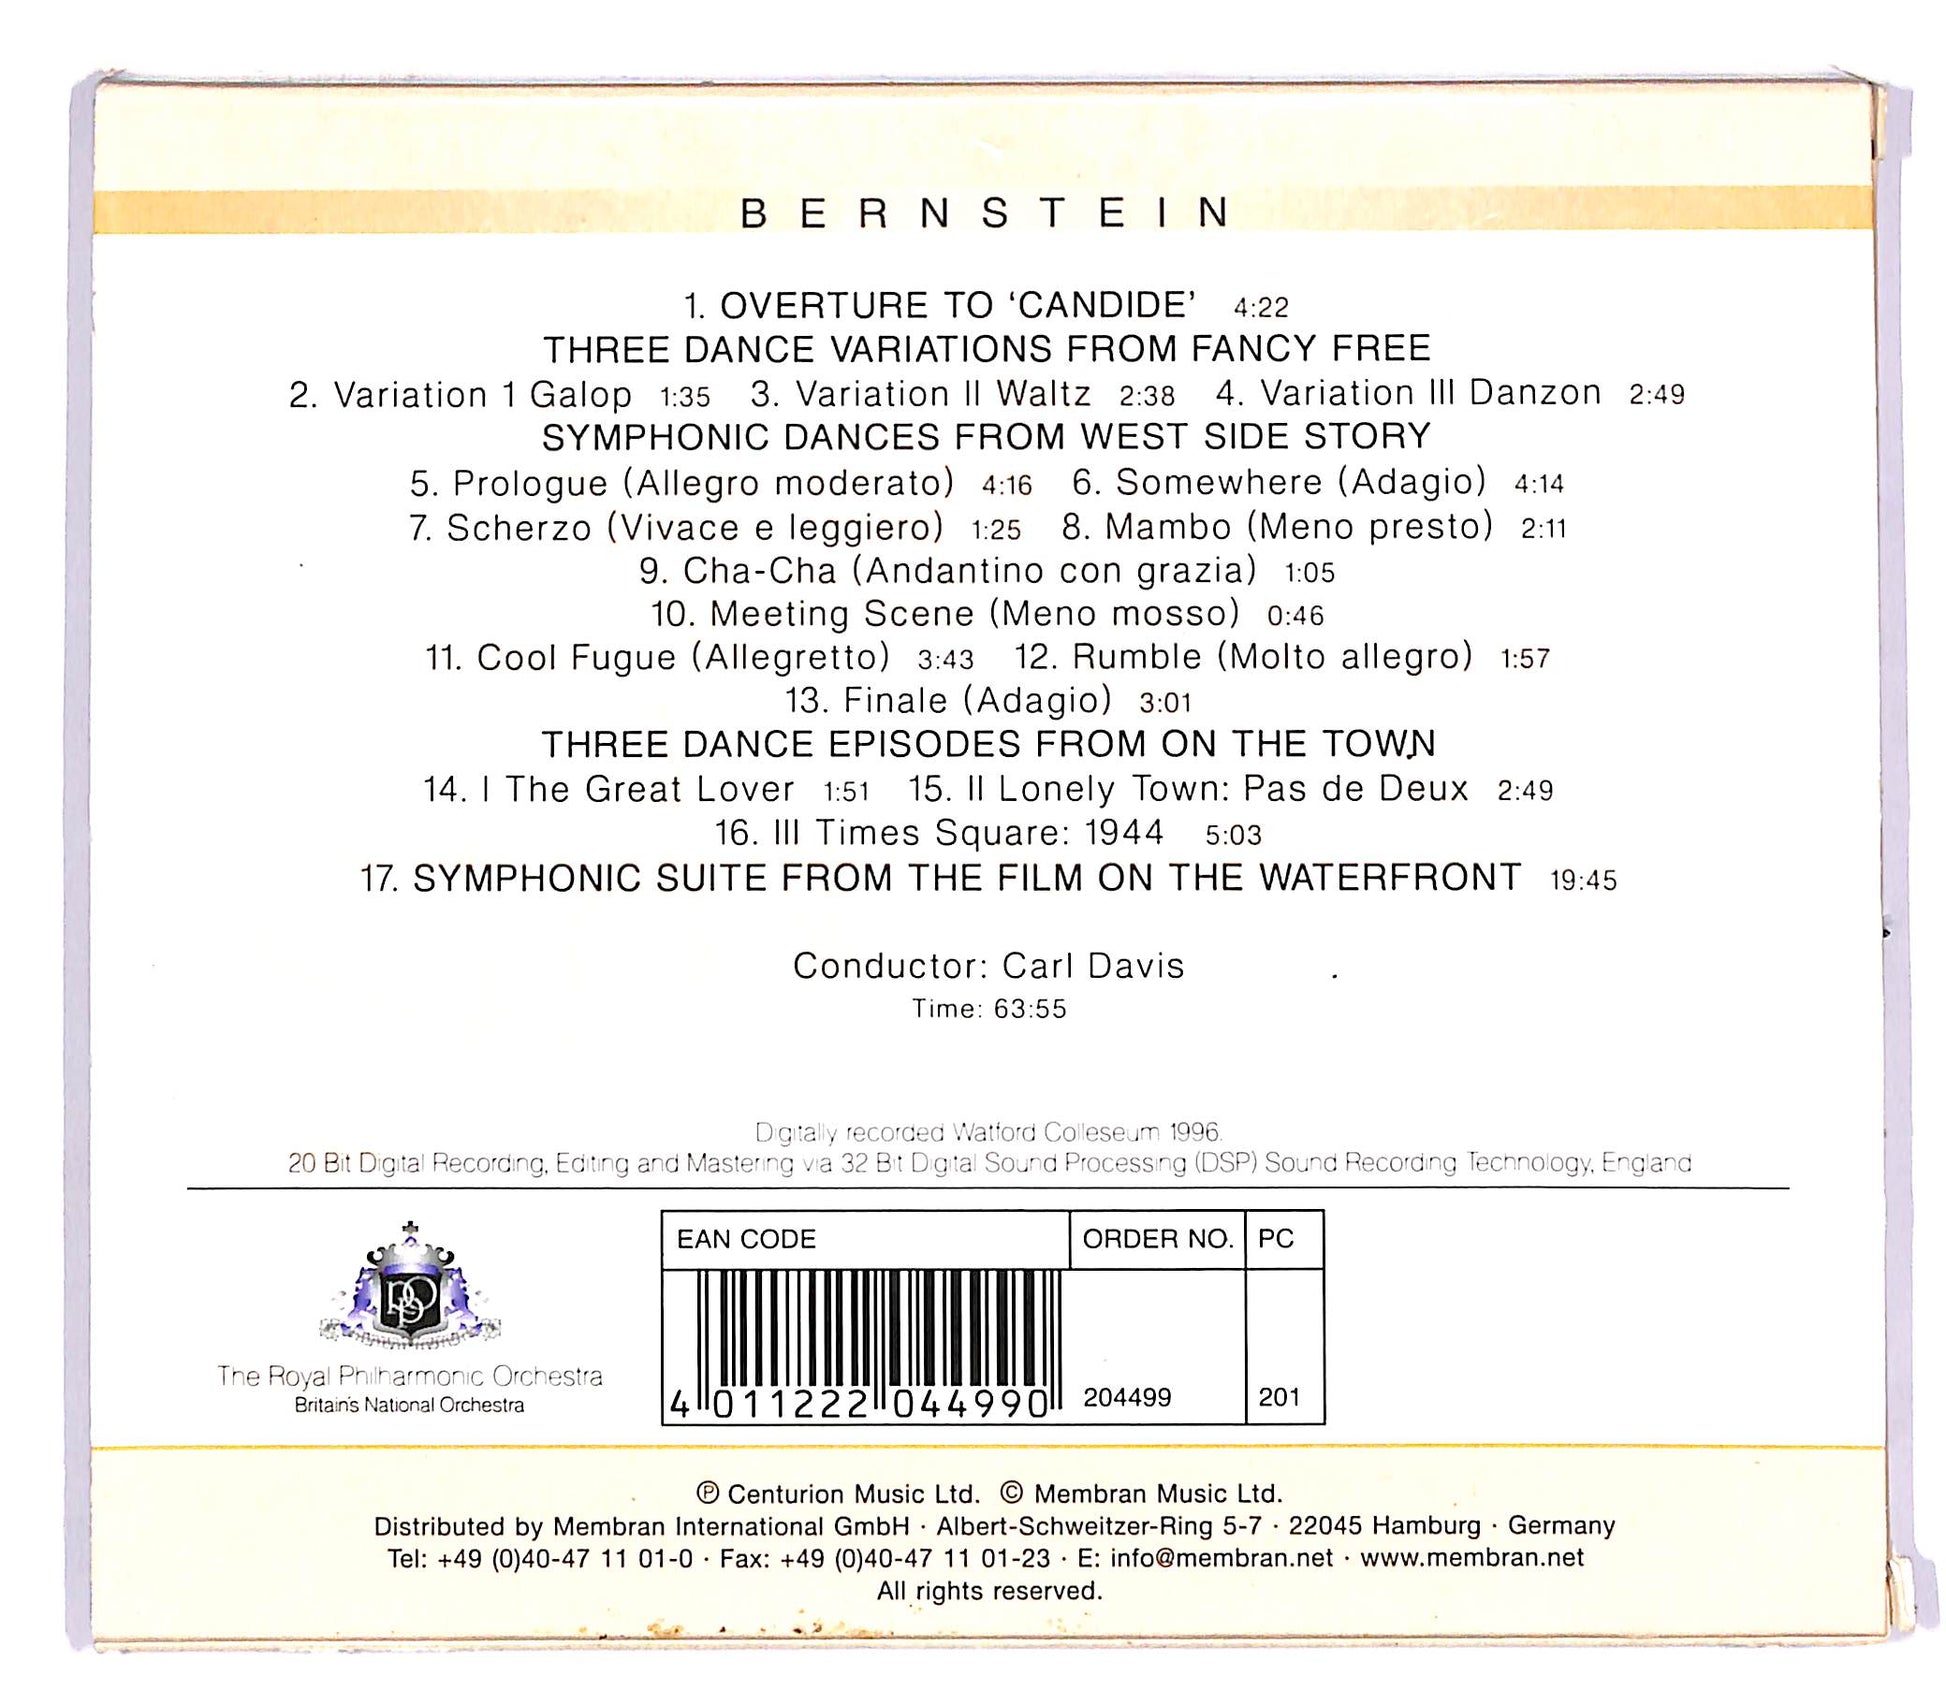 BERNSTEIN
1. OVERTURE TO ‘CANDIDE’ 4:22
THREE DANCE VARIATIONS FROM FANCY FREE
2. Variation 1 Galop 1:35 3. Variation II Waltz 2:38 4. Variation III Danzon 2:49
SYMPHONIC DANCES FROM WEST SIDE STORY
5. Prologue (Allegro moderato) 4:16 6. Somewhere (Adagio) 4:14
7. Scherzo (Vivace e leggiero) 1:25 8. Mambo (Meno presto) 2:11
9. Cha-Cha (Andantino con grazia) 1:05
10. Meeting Scene (Meno mosso) 0:46
11. Cool Fugue (Allegretto) 3:43 12. Rumble (Molto allegro) 1:57
13. Finale (Adagio) 3:01
THREE DANCE EPISODES FROM ON THE TOWN
14. I The Great Lover 1:51 15. II Lonely Town: Pas de Deux 2:49
16. III Times Square: 1944 5:03
17. SYMPHONIC SUITE FROM THE FILM ON THE WATERFRONT 19:45
Conductor: Carl Davis
Time: 63:55
Digitally recorded Watford Colleseum 1996.
20 Bit Digital Recording, Editing and Mastering via 32 Bit Digital Sound Processing (DSP) Sound Recording Technology, England
EAN CODE ORDER NO. PC
4 011222 044990 204499 201
RPO
The Royal Philharmonic Orchestra
Britain's National Orchestra
℗ Centurion Music Ltd. © Membran Music Ltd.
Distributed by Membran International GmbH · Albert-Schweitzer-Ring 5-7 · 22045 Hamburg · Germany
Tel: +49 (0)40-47 11 01-0 · Fax: +49 (0)40-47 11 01-23 · E: info@membran.net · www.membran.net
All rights reserved.